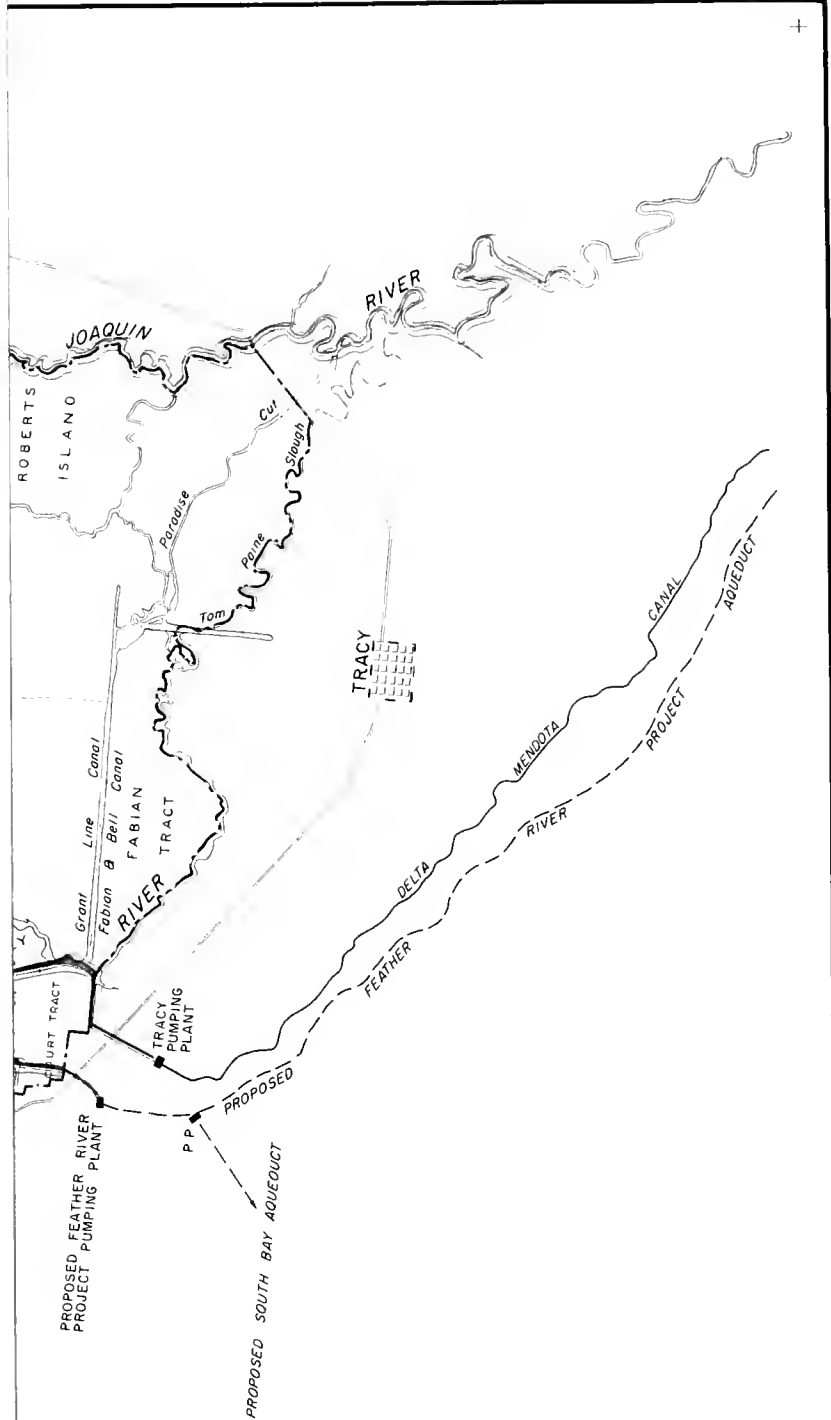 JOAQUIN
RIVER
ROBERTS
ISLAND
Paradise
Cut
Tom
Paine
Slough
Grant Line Canal
Fabian & Bell Canal
FABIAN
TRACT
RIVER
TRACY
COURT TRACT
TRACY
PUMPING
PLANT
DELTA
MENDOTA
CANAL
PROPOSED
FEATHER
RIVER
PROJECT
AQUEDUCT
PROPOSED FEATHER RIVER
PROJECT PUMPING PLANT
P P
PROPOSED SOUTH BAY AQUEDUCT